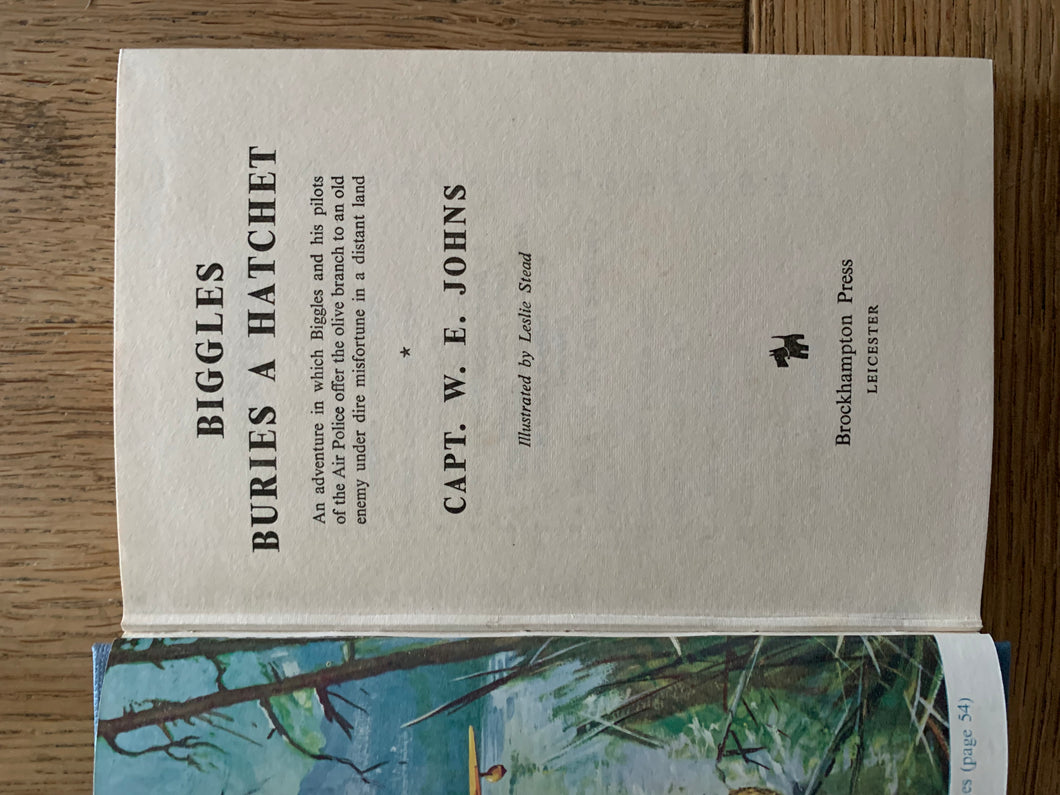 BIGGLES
BURIES A HATCHET
An adventure in which Biggles and his pilots
of the Air Police offer the olive branch to an old
enemy under dire misfortune in a distant land
★
CAPT. W. E. JOHNS
Illustrated by Leslie Stead
Brockhampton Press
LEICESTER
es (page 54)